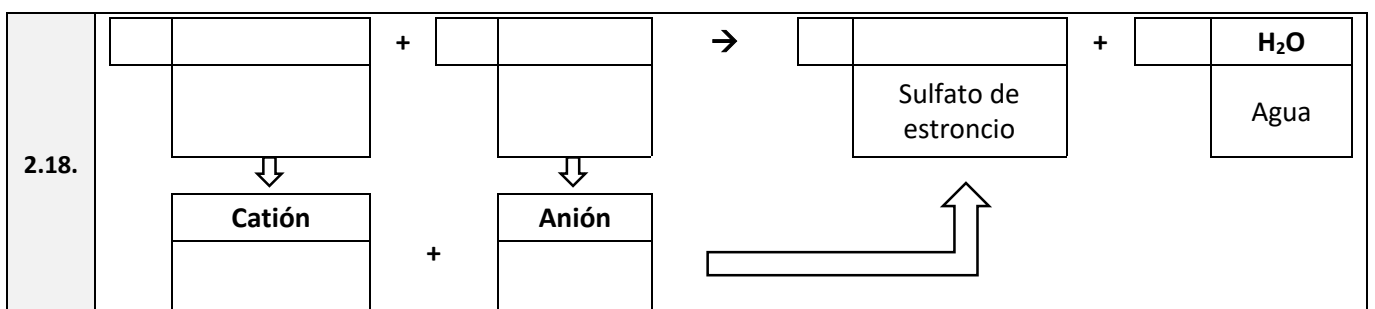 + → + H₂O
Sulfato de
estroncio
Agua
2.18.
Catión Anión
+